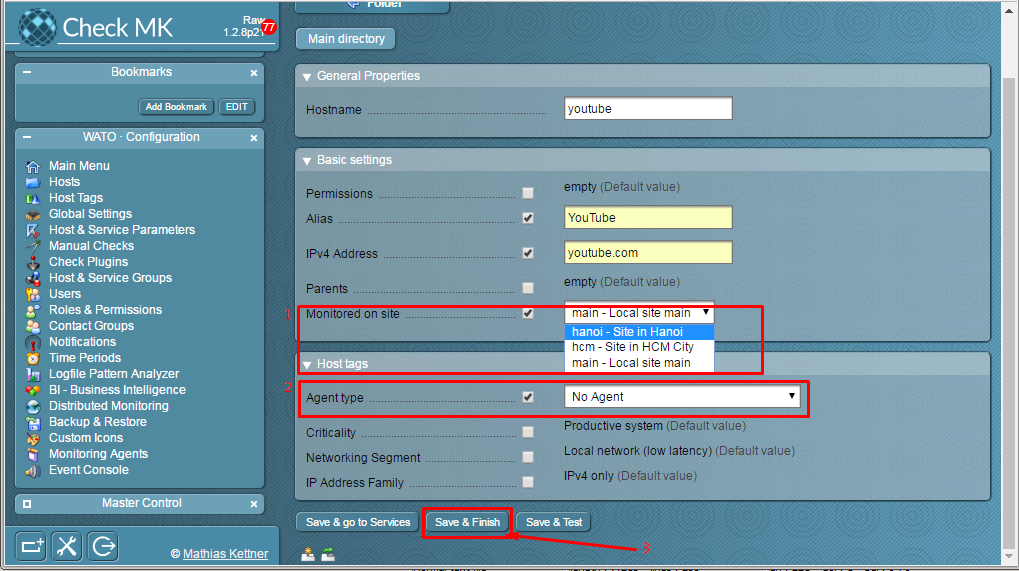 Check MK
Raw
1.2.8p21
77
Folder
Main directory
Bookmarks
Add Bookmark
EDIT
WATO · Configuration
Main Menu
Hosts
Host Tags
Global Settings
Host & Service Parameters
Manual Checks
Check Plugins
Host & Service Groups
Users
Roles & Permissions
Contact Groups
Notifications
Time Periods
Logfile Pattern Analyzer
BI - Business Intelligence
Distributed Monitoring
Backup & Restore
Custom Icons
Monitoring Agents
Event Console
Master Control
© Mathias Kettner
General Properties
Hostname youtube
Basic settings
Permissions empty (Default value)
Alias YouTube
IPv4 Address youtube.com
Parents empty (Default value)
1 Monitored on site main - Local site main
hanoi - Site in Hanoi
hcm - Site in HCM City
main - Local site main
Host tags
Agent type No Agent
Criticality Productive system (Default value)
Networking Segment Local network (low latency) (Default value)
IP Address Family IPv4 only (Default value)
Save & go to Services
Save & Finish
Save & Test
3